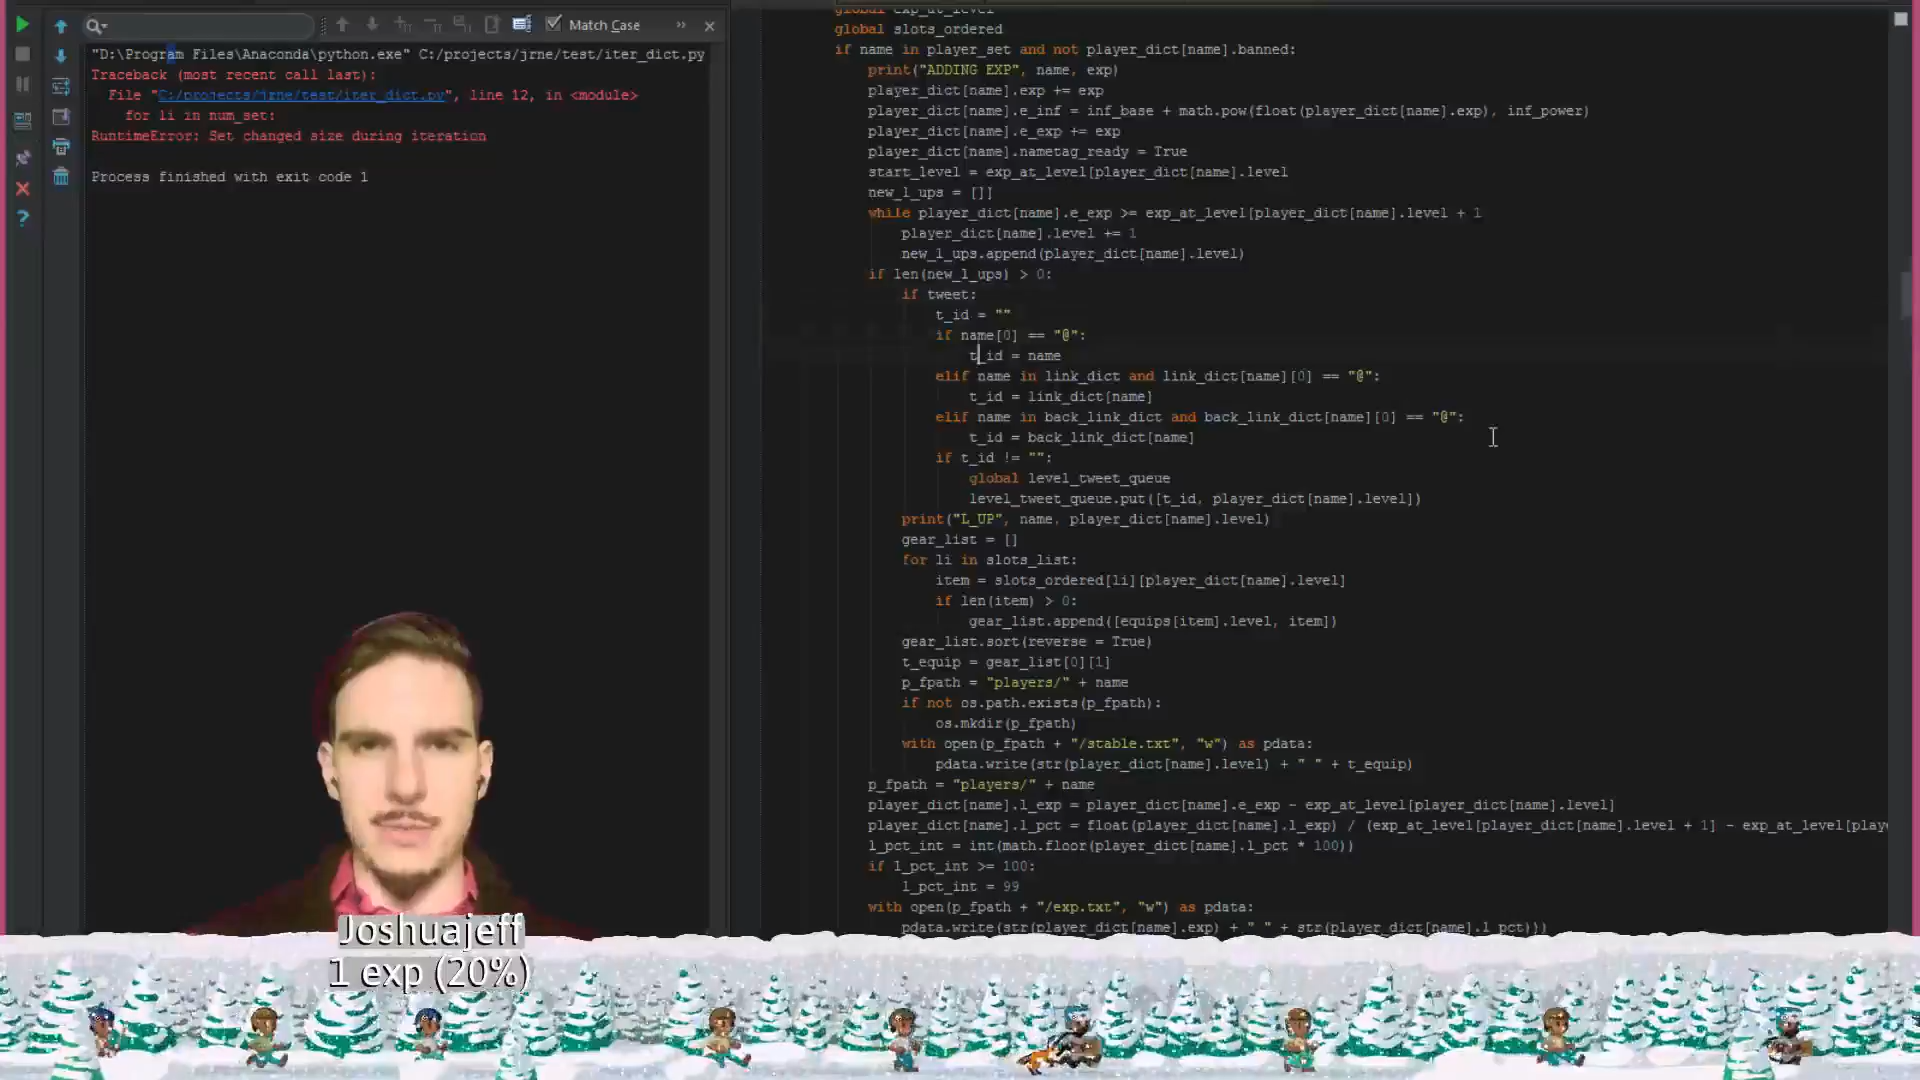 Match Case
"D:\Program Files\Anaconda\python.exe" C:/projects/jrne/test/iter_dict.py
Traceback (most recent call last):
File "C:/projects/jrne/test/iter_dict.py", line 12, in <module>
for li in num_set:
RuntimeError: Set changed size during iteration
Process finished with exit code 1
global exp_at_level
global slots_ordered
if name in player_set and not player_dict[name].banned:
print("ADDING EXP", name, exp)
player_dict[name].exp += exp
player_dict[name].e_inf = inf_base + math.pow(float(player_dict[name].exp), inf_power)
player_dict[name].e_exp += exp
player_dict[name].nametag_ready = True
start_level = exp_at_level[player_dict[name].level
new_l_ups = []]
while player_dict[name].e_exp >= exp_at_level[player_dict[name].level + 1
player_dict[name].level += 1
new_l_ups.append(player_dict[name].level)
if len(new_l_ups) > 0:
if tweet:
t_id = ""
if name[0] == "@":
t_id = name
elif name in link_dict and link_dict[name][0] == "@":
t_id = link_dict[name]
elif name in back_link_dict and back_link_dict[name][0] == "@":
t_id = back_link_dict[name]
if t_id != "":
global level_tweet_queue
level_tweet_queue.put([t_id, player_dict[name].level])
print("L_UP", name, player_dict[name].level)
gear_list = []
for li in slots_list:
item = slots_ordered[li][player_dict[name].level]
if len(item) > 0:
gear_list.append([equips[item].level, item])
gear_list.sort(reverse = True)
t_equip = gear_list[0][1]
p_fpath = "players/" + name
if not os.path.exists(p_fpath):
os.mkdir(p_fpath)
with open(p_fpath + "/stable.txt", "w") as pdata:
pdata.write(str(player_dict[name].level) + " " + t_equip)
p_fpath = "players/" + name
player_dict[name].l_exp = player_dict[name].e_exp - exp_at_level[player_dict[name].level]
player_dict[name].l_pct = float(player_dict[name].l_exp) / (exp_at_level[player_dict[name].level + 1] - exp_at_level[play
l_pct_int = int(math.floor(player_dict[name].l_pct * 100))
if l_pct_int >= 100:
l_pct_int = 99
with open(p_fpath + "/exp.txt", "w") as pdata:
pdata.write(str(player_dict[name].exp) + " " + str(player_dict[name].l_pct)))
Joshuajeff
1 exp (20%)